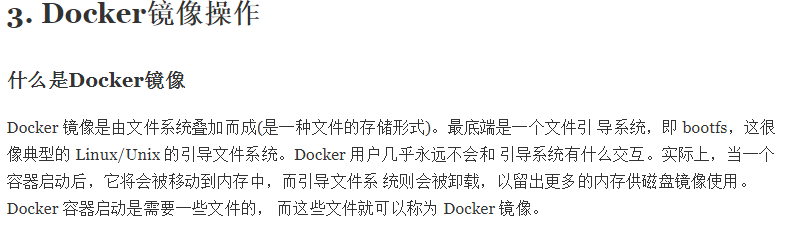 3. Docker镜像操作
什么是Docker镜像
Docker 镜像是由文件系统叠加而成(是一种文件的存储形式)。最底端是一个文件引 导系统，即 bootfs，这很
像典型的 Linux/Unix 的引导文件系统。Docker 用户几乎永远不会和 引导系统有什么交互。实际上，当一个
容器启动后，它将会被移动到内存中，而引导文件系 统则会被卸载，以留出更多的内存供磁盘镜像使用。
Docker 容器启动是需要一些文件的， 而这些文件就可以称为 Docker 镜像。